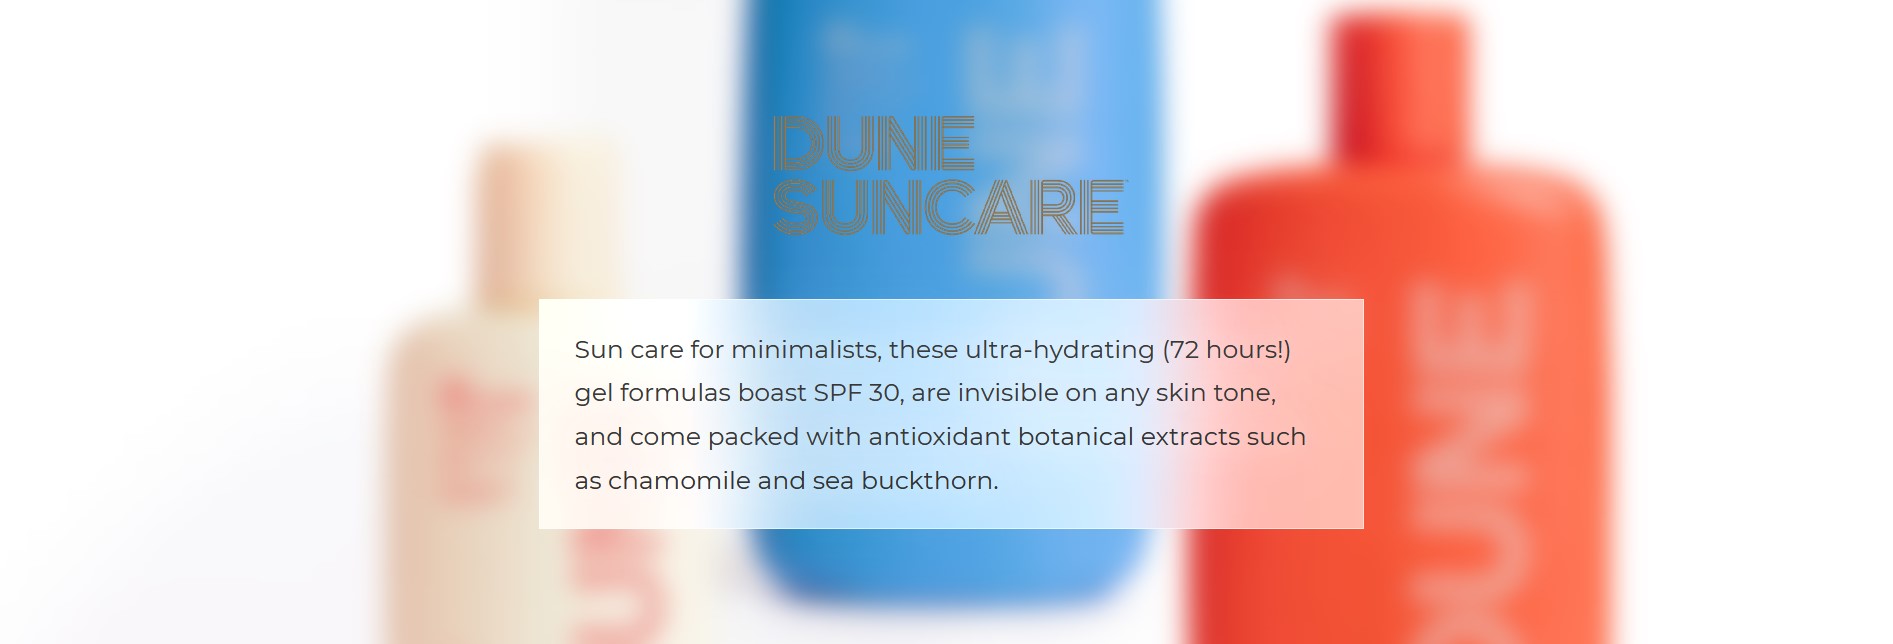 DUNE
SUNCARE
Sun care for minimalists, these ultra-hydrating (72 hours!)
gel formulas boast SPF 30, are invisible on any skin tone,
and come packed with antioxidant botanical extracts such
as chamomile and sea buckthorn.
DUNE